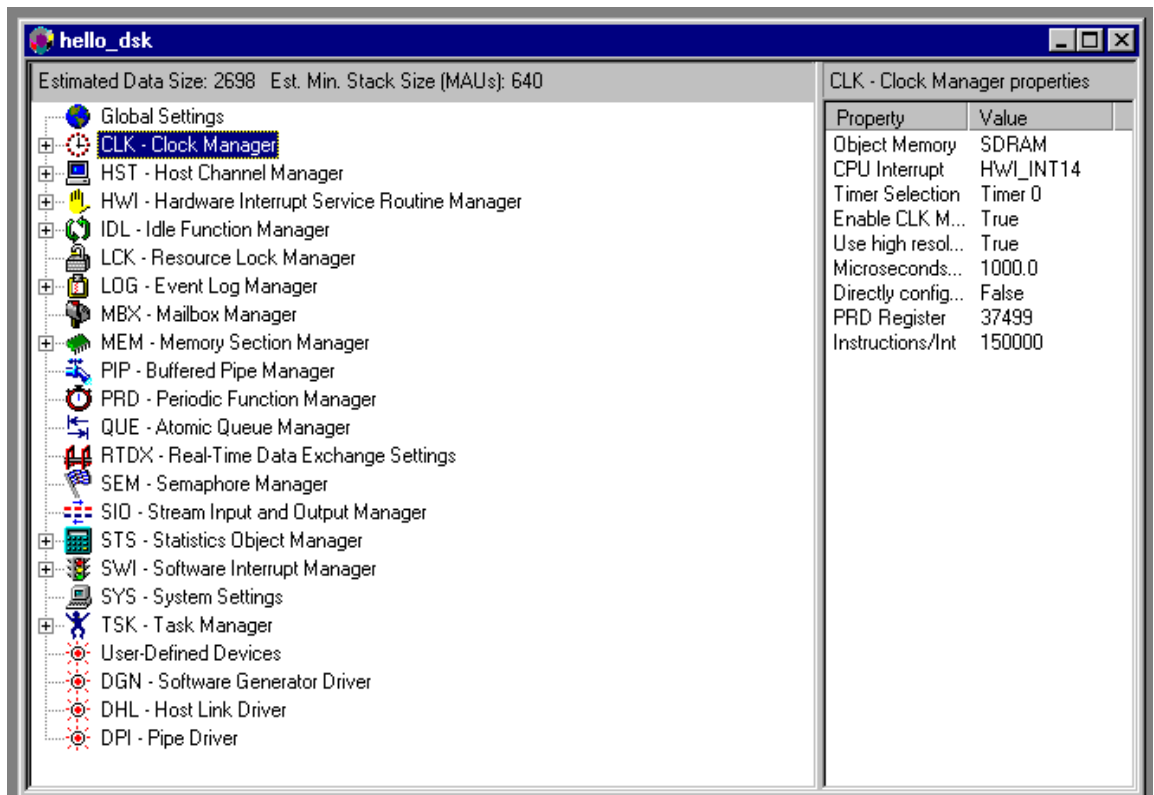 hello_dsk
Estimated Data Size: 2698 Est. Min. Stack Size (MAUs): 640
Global Settings
CLK - Clock Manager
HST - Host Channel Manager
HWI - Hardware Interrupt Service Routine Manager
IDL - Idle Function Manager
LCK - Resource Lock Manager
LOG - Event Log Manager
MBX - Mailbox Manager
MEM - Memory Section Manager
PIP - Buffered Pipe Manager
PRD - Periodic Function Manager
QUE - Atomic Queue Manager
RTDX - Real-Time Data Exchange Settings
SEM - Semaphore Manager
SIO - Stream Input and Output Manager
STS - Statistics Object Manager
SWI - Software Interrupt Manager
SYS - System Settings
TSK - Task Manager
User-Defined Devices
DGN - Software Generator Driver
DHL - Host Link Driver
DPI - Pipe Driver
CLK - Clock Manager properties
Property Value
Object Memory SDRAM
CPU Interrupt HWI_INT14
Timer Selection Timer 0
Enable CLK M... True
Use high resol... True
Microseconds... 1000.0
Directly config... False
PRD Register 37499
Instructions/Int 150000